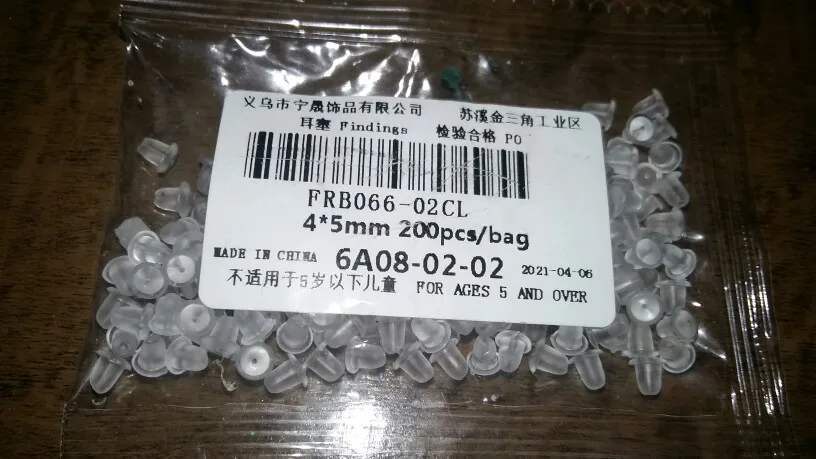 义乌市宁晟饰品有限公司 苏溪金三角工业区
耳塞 Findings 检验合格 PO
FRB066-02CL
4*5mm 200pcs/bag
MADE IN CHINA 6A08-02-02 2021-04-06
不适用于5岁以下儿童 FOR AGES 5 AND OVER